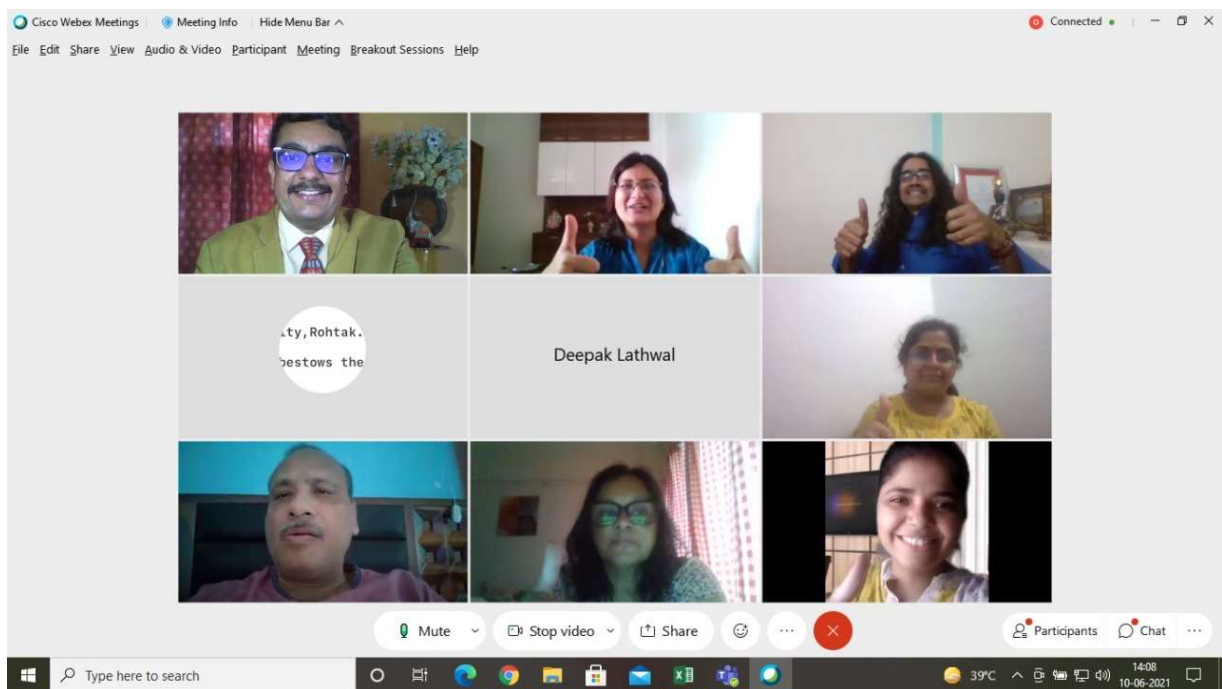 Cisco Webex Meetings Meeting Info Hide Menu Bar Connected
File Edit Share View Audio & Video Participant Meeting Breakout Sessions Help
ity,Rohtak.
bestows the
Deepak Lathwal
Mute Stop video Share Participants Chat
Type here to search 39°C 14:08
10-06-2021